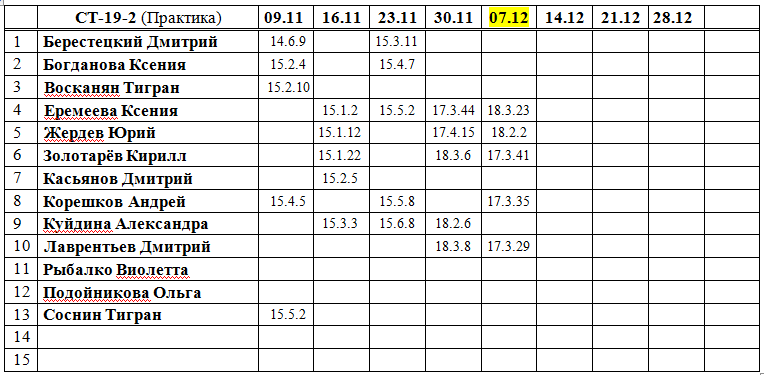 СТ-19-2 (Практика) 09.11 16.11 23.11 30.11 07.12 14.12 21.12 28.12
1 Берестецкий Дмитрий 14.6.9 15.3.11
2 Богданова Ксения 15.2.4 15.4.7
3 Восканян Тигран 15.2.10
4 Еремеева Ксения 15.1.2 15.5.2 17.3.44 18.3.23
5 Жердев Юрий 15.1.12 17.4.15 18.2.2
6 Золотарёв Кирилл 15.1.22 18.3.6 17.3.41
7 Касьянов Дмитрий 15.2.5
8 Корешков Андрей 15.4.5 15.5.8 17.3.35
9 Куйдина Александра 15.3.3 15.6.8 18.2.6
10 Лаврентьев Дмитрий 18.3.8 17.3.29
11 Рыбалко Виолетта
12 Подойникова Ольга
13 Соснин Тигран 15.5.2
14
15